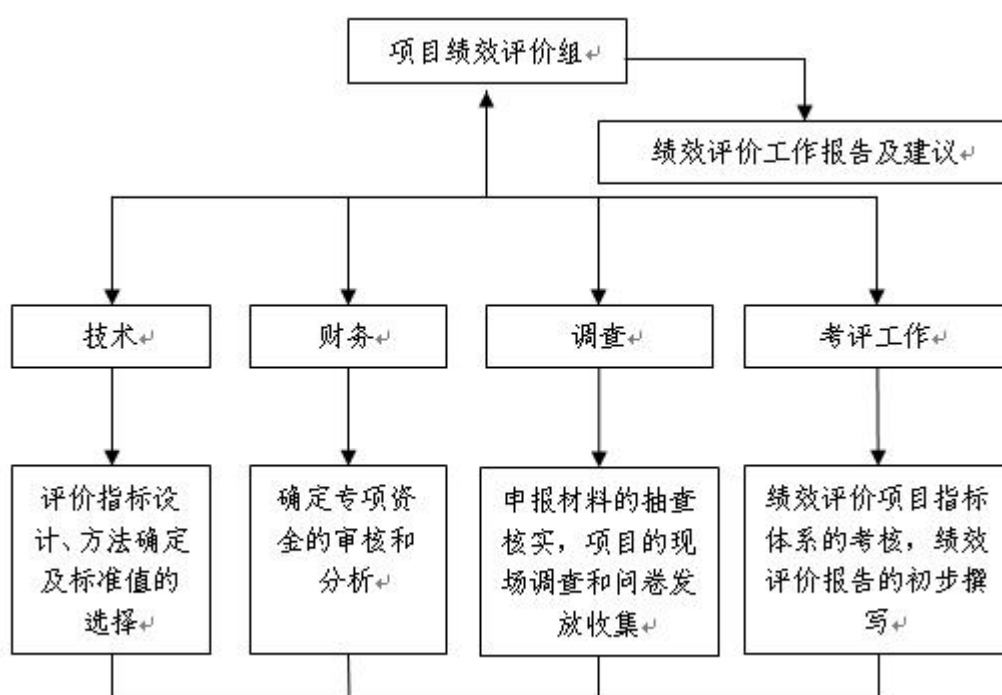 项目绩效评价组
绩效评价工作报告及建议
技术
财务
调查
考评工作
评价指标设
计、方法确定
及标准值的
选择
确定专项资
金的审核和
分析
申报材料的抽查
核实，项目的现
场调查和问卷发
放收集
绩效评价项目指标
体系的考核，绩效
评价报告的初步撰
写